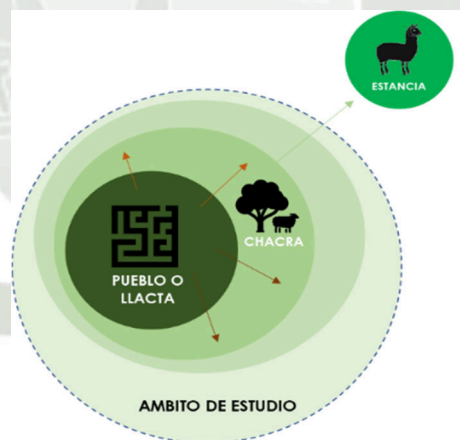 ESTANCIA
CHACRA
PUEBLO O
LLACTA
AMBITO DE ESTUDIO